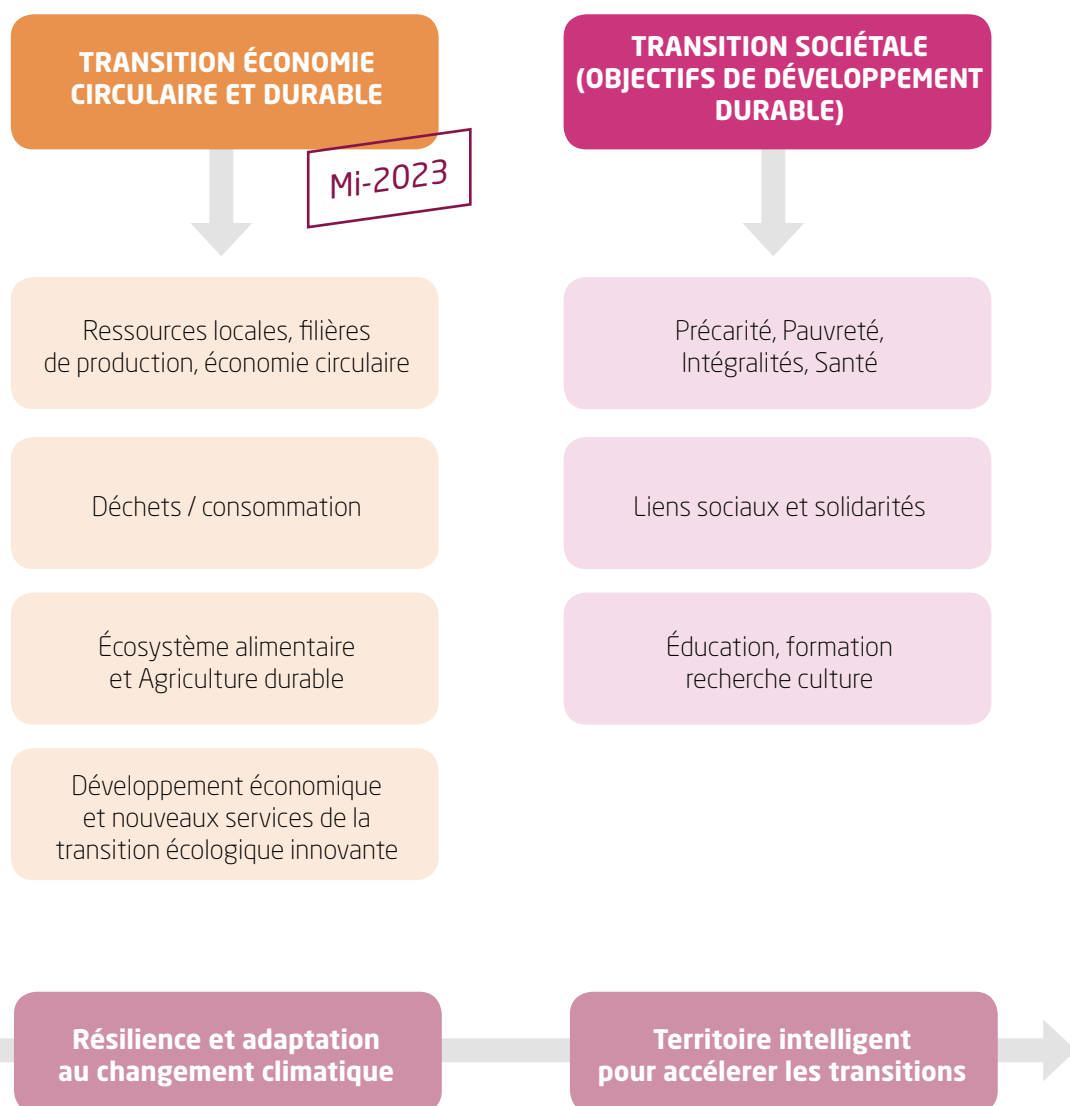 TRANSITION ÉCONOMIE
CIRCULAIRE ET DURABLE
Mi-2023
Ressources locales, filières
de production, économie circulaire
Déchets / consommation
Écosystème alimentaire
et Agriculture durable
Développement économique
et nouveaux services de la
transition écologique innovante
TRANSITION SOCIÉTALE
(OBJECTIFS DE DÉVELOPPEMENT
DURABLE)
Précarité, Pauvreté,
Intégralités, Santé
Liens sociaux et solidarités
Éducation, formation
recherche culture
Résilience et adaptation
au changement climatique
Territoire intelligent
pour accélerer les transitions